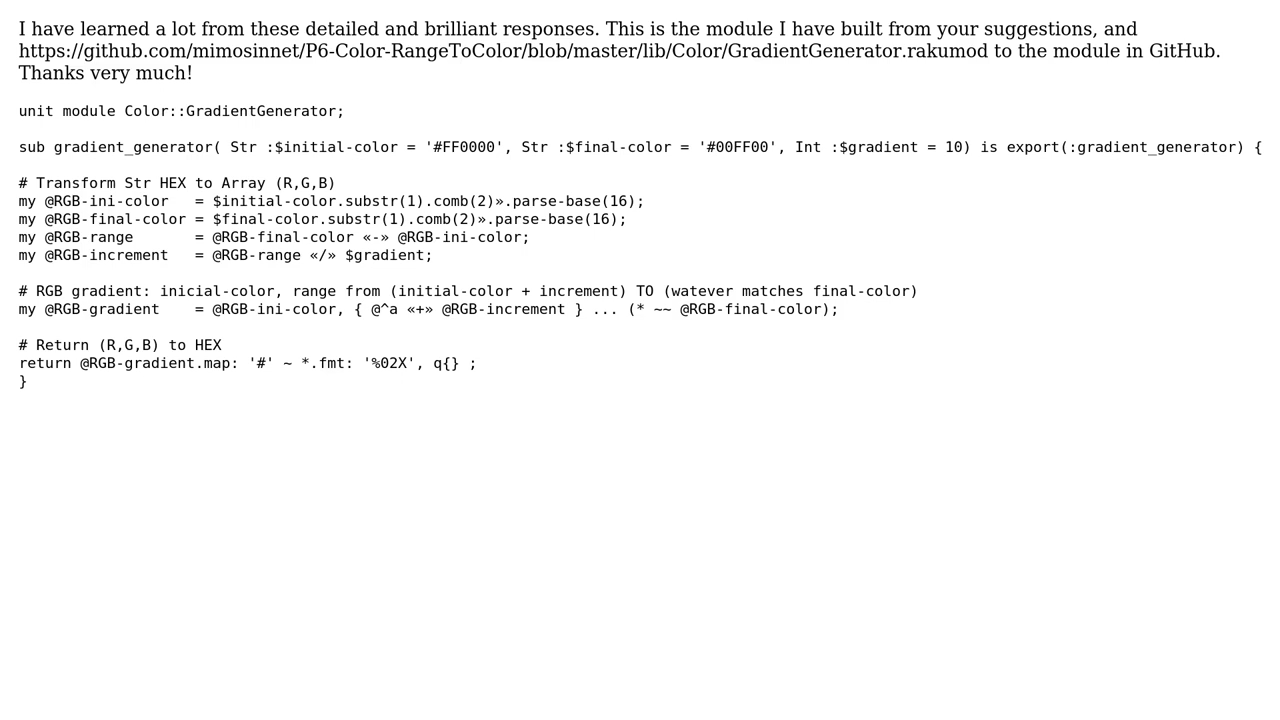 I have learned a lot from these detailed and brilliant responses. This is the module I have built from your suggestions, and
https://github.com/mimosinnet/P6-Color-RangeToColor/blob/master/lib/Color/GradientGenerator.rakumod to the module in GitHub.
Thanks very much!
unit module Color::GradientGenerator;
sub gradient_generator( Str :$initial-color = '#FF0000', Str :$final-color = '#00FF00', Int :$gradient = 10) is export(:gradient_generator) {
# Transform Str HEX to Array (R,G,B)
my @RGB-ini-color   = $initial-color.substr(1).comb(2)».parse-base(16);
my @RGB-final-color = $final-color.substr(1).comb(2)».parse-base(16);
my @RGB-range       = @RGB-final-color «-» @RGB-ini-color;
my @RGB-increment   = @RGB-range «/» $gradient;
# RGB gradient: inicial-color, range from (initial-color + increment) TO (watever matches final-color)
my @RGB-gradient    = @RGB-ini-color, { @^a «+» @RGB-increment } ... (* ~~ @RGB-final-color);
# Return (R,G,B) to HEX
return @RGB-gradient.map: '#' ~ *.fmt: '%02X', q{} ;
}